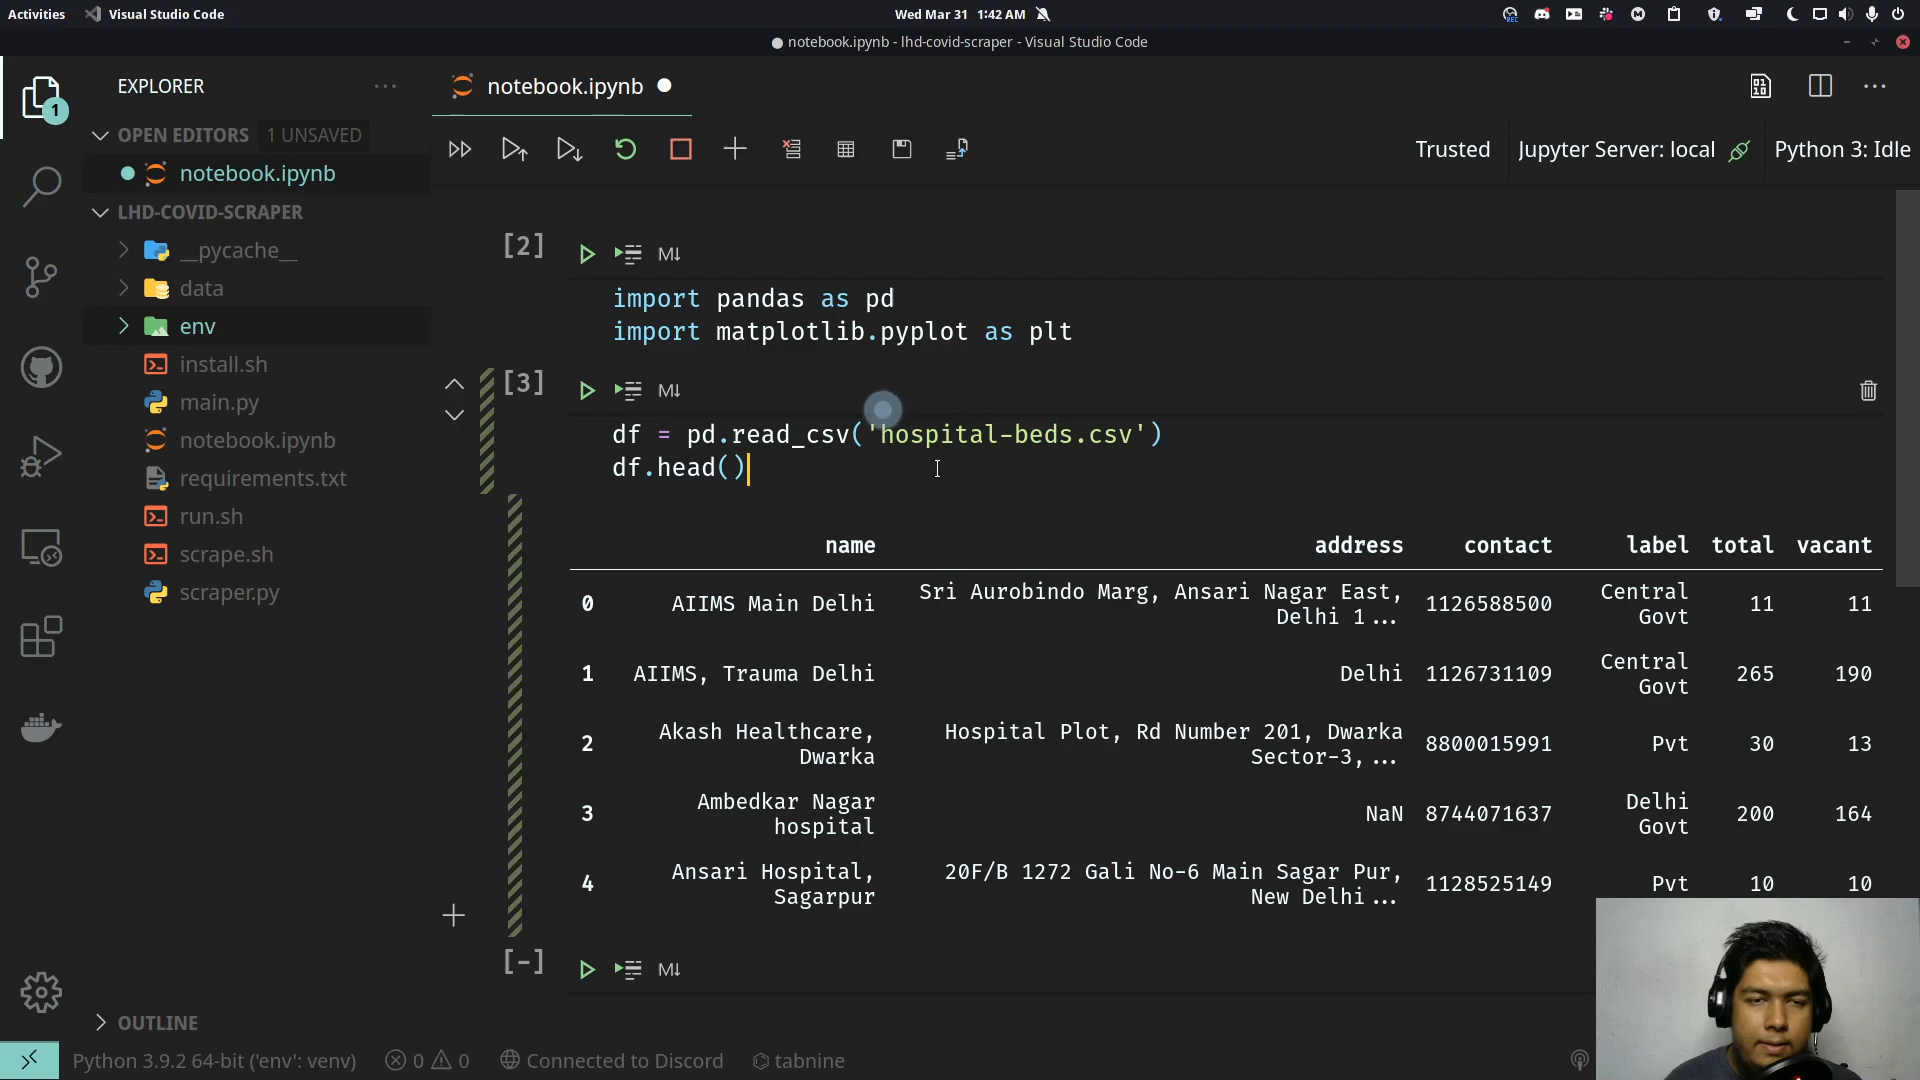 Activities Visual Studio Code Wed Mar 31 1:42 AM
notebook.ipynb - lhd-covid-scraper - Visual Studio Code
EXPLORER
notebook.ipynb
1
OPEN EDITORS 1 UNSAVED
notebook.ipynb
LHD-COVID-SCRAPER
__pycache__
data
env
install.sh
main.py
notebook.ipynb
requirements.txt
run.sh
scrape.sh
scraper.py
OUTLINE
Trusted Jupyter Server: local Python 3: Idle
[2] M↓
import pandas as pd
import matplotlib.pyplot as plt
[3] M↓
df = pd.read_csv('hospital-beds.csv')
df.head()
name address contact label total vacant
0 AIIMS Main Delhi Sri Aurobindo Marg, Ansari Nagar East, Delhi 1... 1126588500 Central Govt 11 11
1 AIIMS, Trauma Delhi Delhi 1126731109 Central Govt 265 190
2 Akash Healthcare, Dwarka Hospital Plot, Rd Number 201, Dwarka Sector-3,... 8800015991 Pvt 30 13
3 Ambedkar Nagar hospital NaN 8744071637 Delhi Govt 200 164
4 Ansari Hospital, Sagarpur 20F/B 1272 Gali No-6 Main Sagar Pur, New Delhi... 1128525149 Pvt 10 10
[-] M↓
Python 3.9.2 64-bit ('env': venv) 0 0 Connected to Discord tabnine